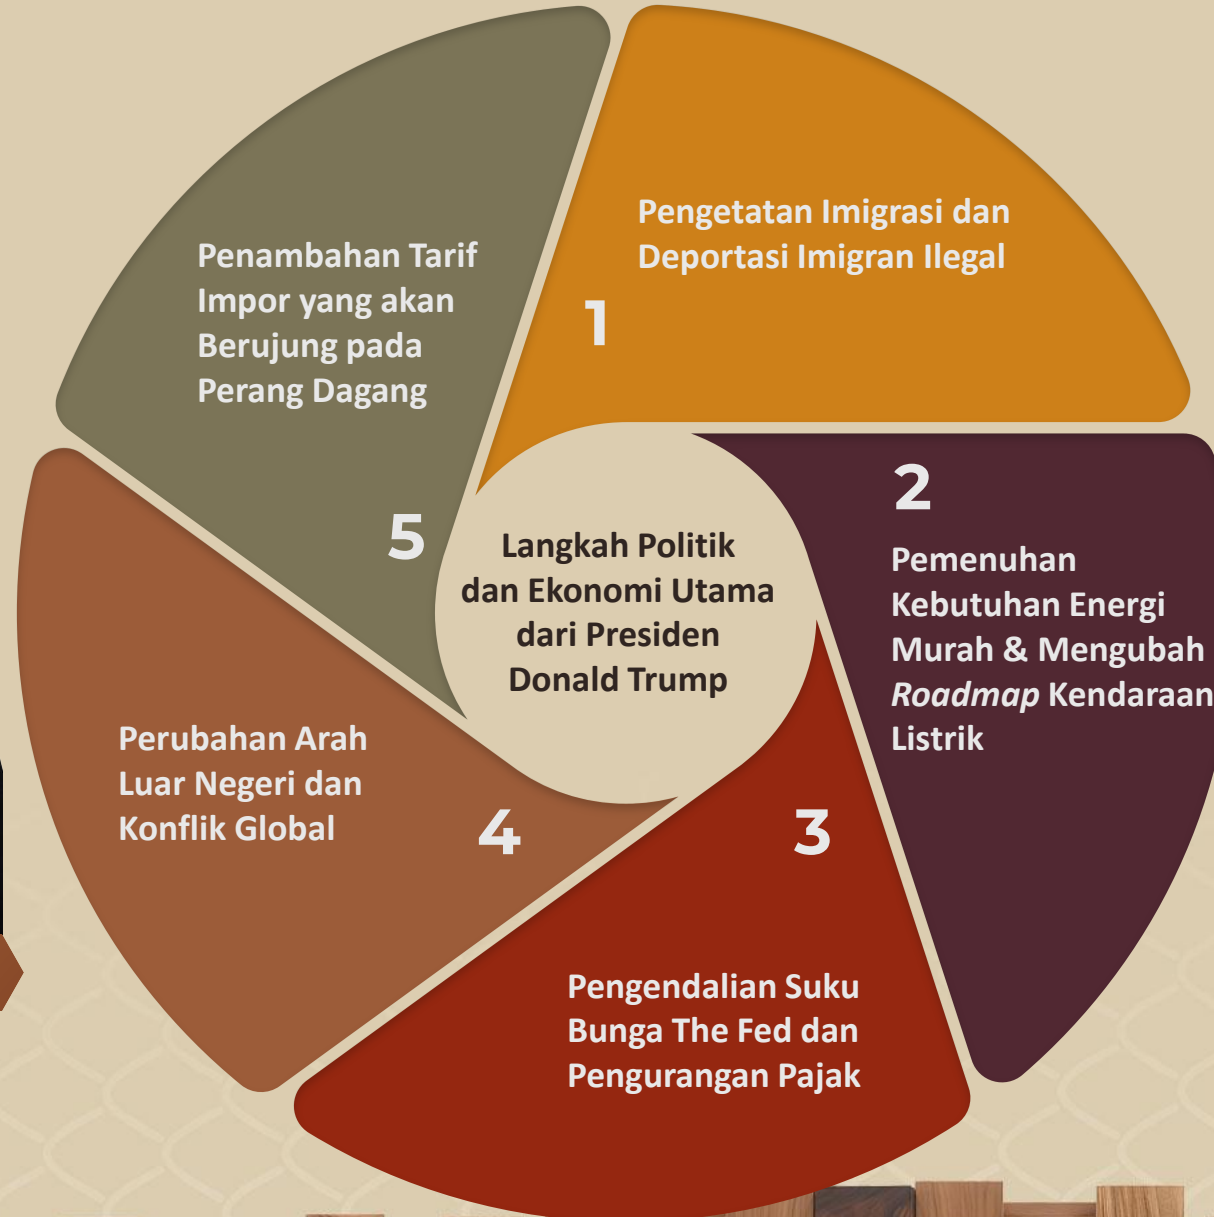 Langkah Politik
dan Ekonomi Utama
dari Presiden
Donald Trump
1
Pengetatan Imigrasi dan
Deportasi Imigran Ilegal
2
Pemenuhan
Kebutuhan Energi
Murah & Mengubah
Roadmap Kendaraan
Listrik
3
Pengendalian Suku
Bunga The Fed dan
Pengurangan Pajak
4
Perubahan Arah
Luar Negeri dan
Konflik Global
5
Penambahan Tarif
Impor yang akan
Berujung pada
Perang Dagang